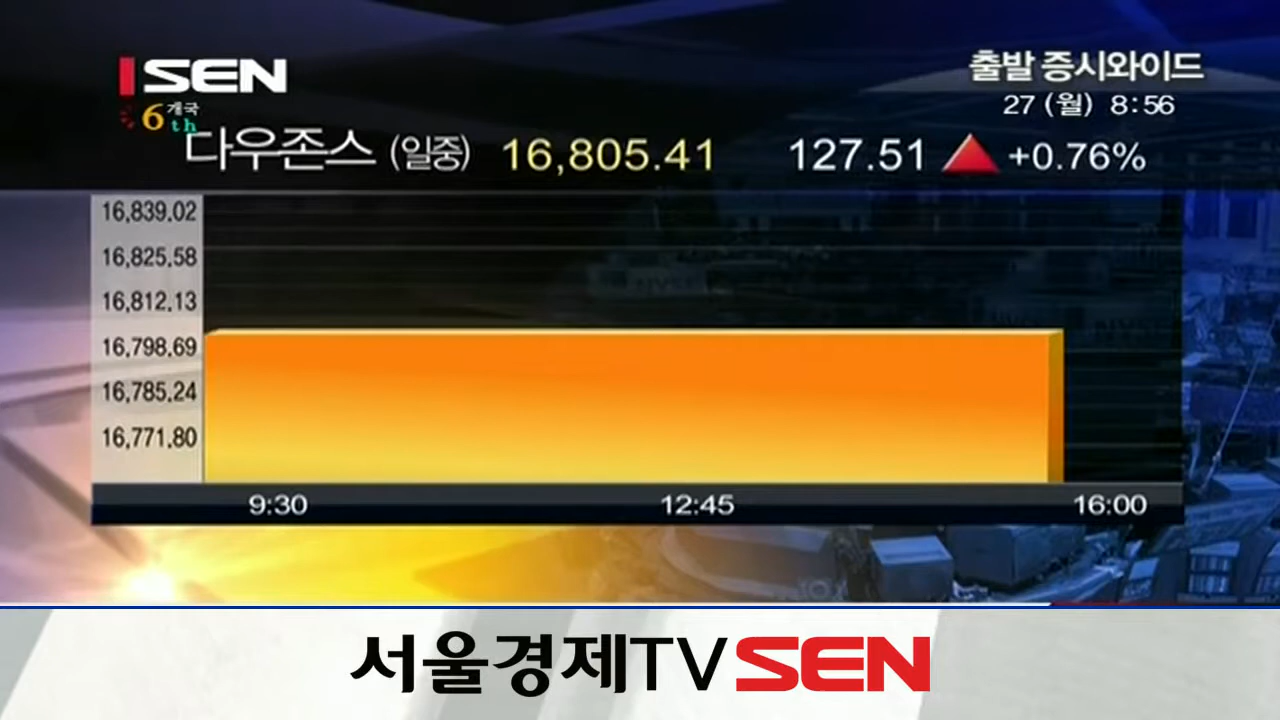 SEN
출발 증시와이드
6 개국
th
27 (월) 8:56
다우존스 (일중) 16,805.41 127.51 ▲ +0.76%
16,839.02
16,825.58
16,812.13
16,798.69
16,785.24
16,771.80
9:30 12:45 16:00
서울경제TV SEN